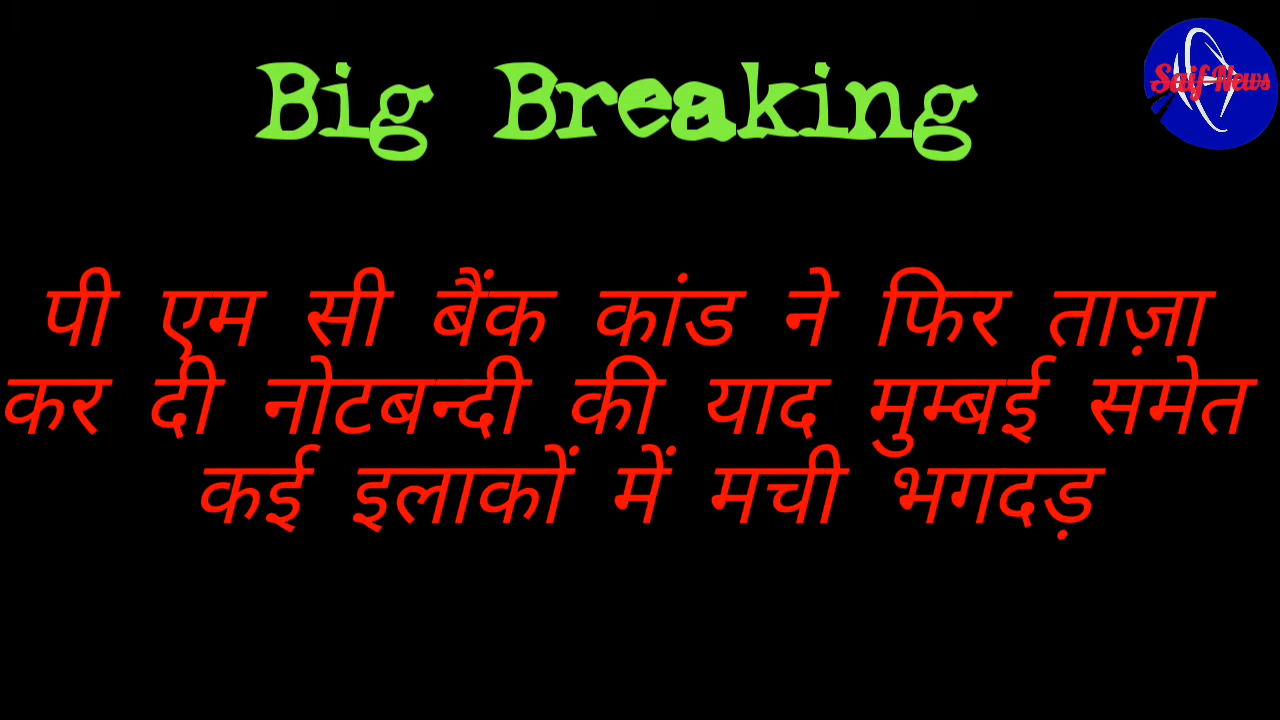 Saif News
Big Breaking
पी एम सी बैंक कांड ने फिर ताज़ा
कर दी नोटबन्दी की याद मुम्बई समेत
कई इलाकों में मची भगदड़